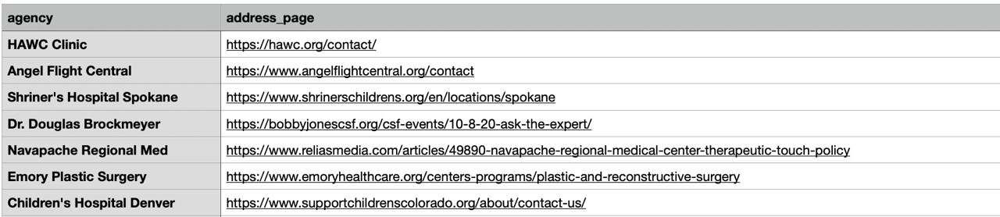 agency address_page
HAWC Clinic https://hawc.org/contact/
Angel Flight Central https://www.angelflightcentral.org/contact
Shriner's Hospital Spokane https://www.shrinerschildrens.org/en/locations/spokane
Dr. Douglas Brockmeyer https://bobbyjonescsf.org/csf-events/10-8-20-ask-the-expert/
Navapache Regional Med https://www.reliasmedia.com/articles/49890-navapache-regional-medical-center-therapeutic-touch-policy
Emory Plastic Surgery https://www.emoryhealthcare.org/centers-programs/plastic-and-reconstructive-surgery
Children's Hospital Denver https://www.supportchildrenscolorado.org/about/contact-us/